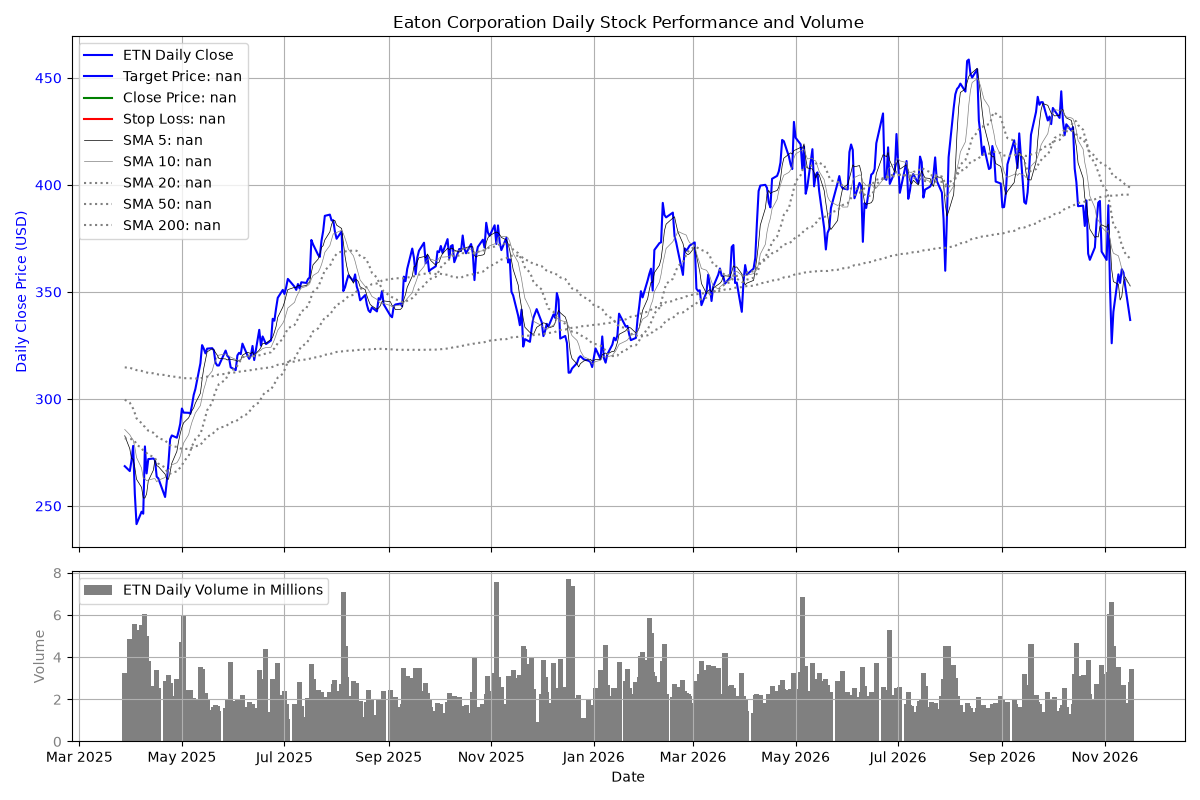 Eaton Corporation Daily Stock Performance and Volume
ETN Daily Close
Target Price: nan
Close Price: nan
Stop Loss: nan
SMA 5: nan
SMA 10: nan
SMA 20: nan
SMA 50: nan
SMA 200: nan
Daily Close Price (USD)
450
400
350
300
250
ETN Daily Volume in Millions
Volume
8
6
4
2
0
Mar 2025 May 2025 Jul 2025 Sep 2025 Nov 2025 Jan 2026 Mar 2026 May 2026 Jul 2026 Sep 2026 Nov 2026
Date